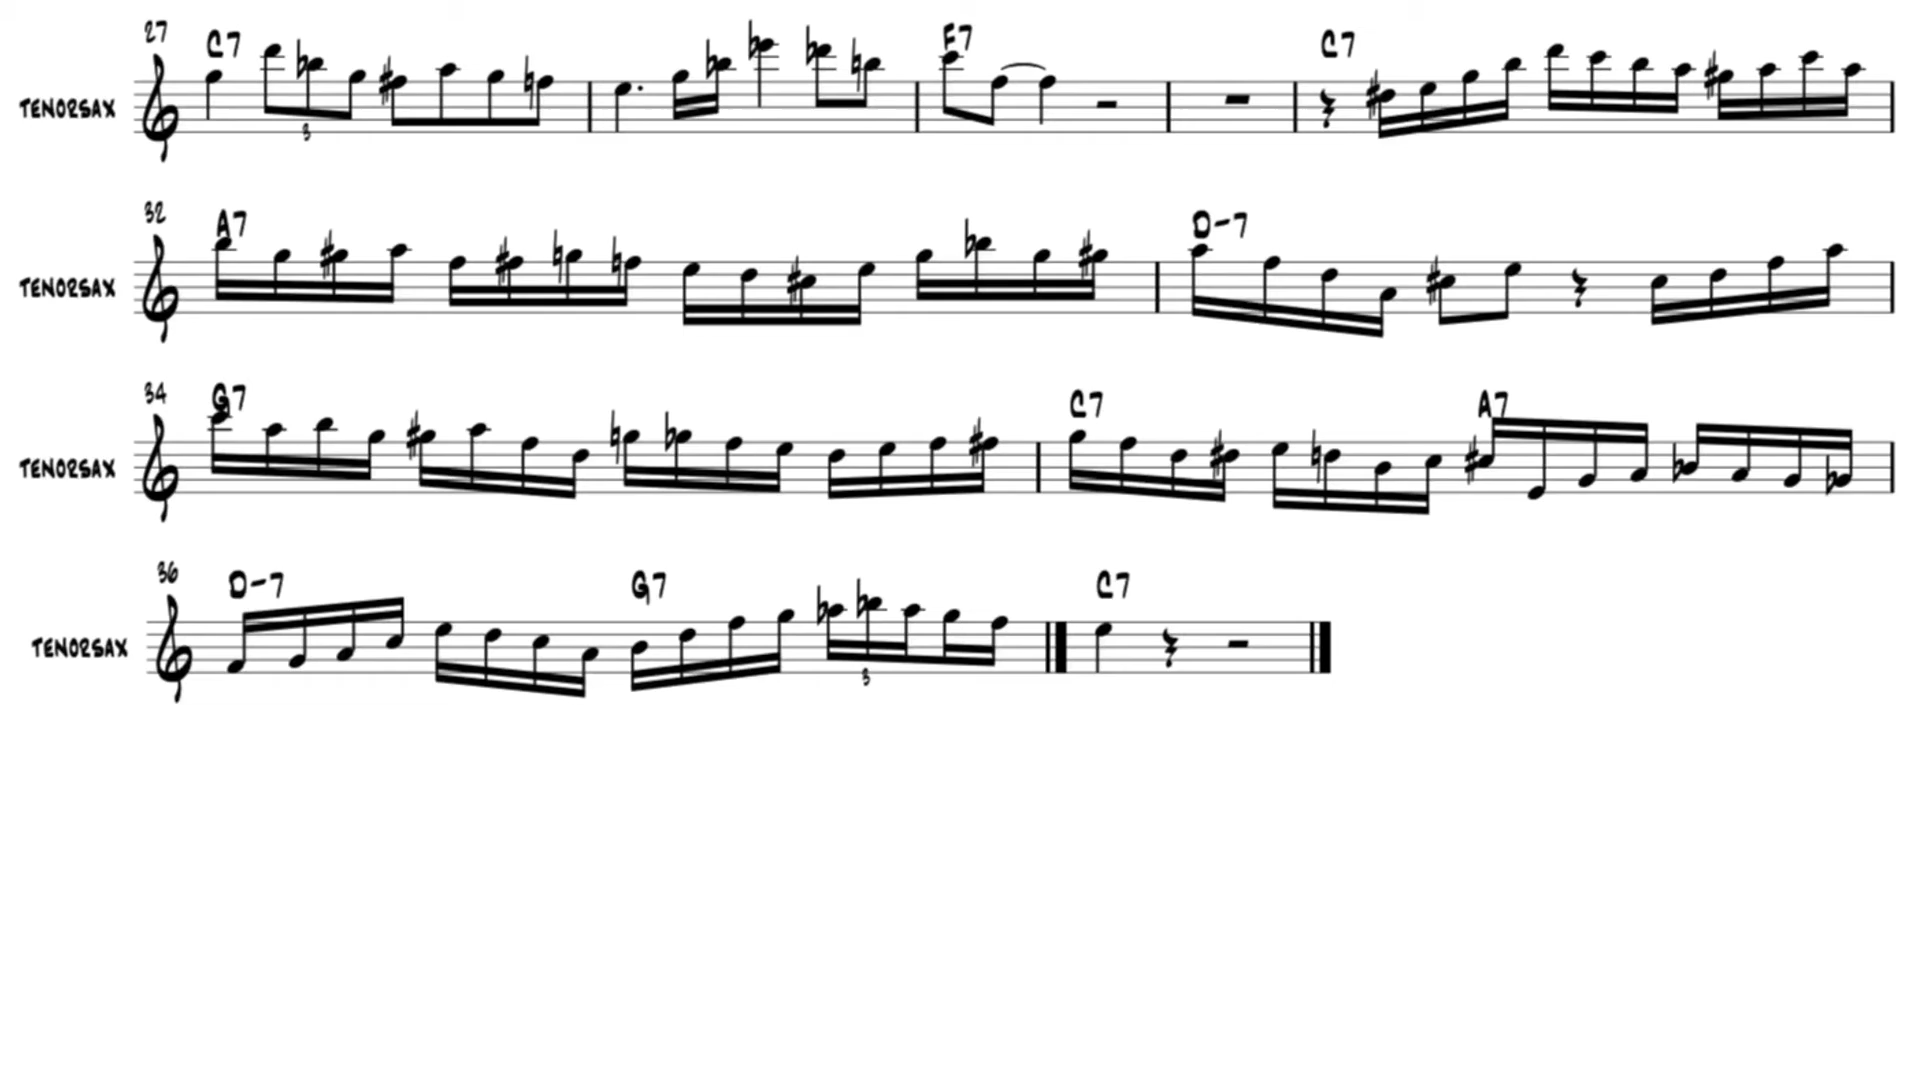 27 C7 F7 C7
TENORSAX
3
32 A7 D-7
TENORSAX
34 G7 C7 A7
TENORSAX
36 D-7 G7 C7
TENORSAX
3